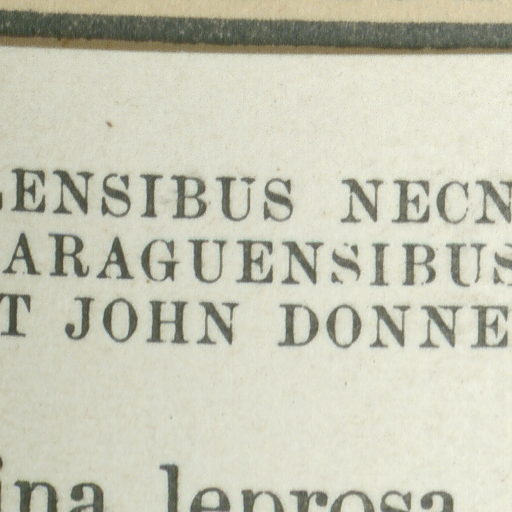 ENSIBUS NECN
ARAGUENSIBUS
T JOHN DONNE
ina leprosa